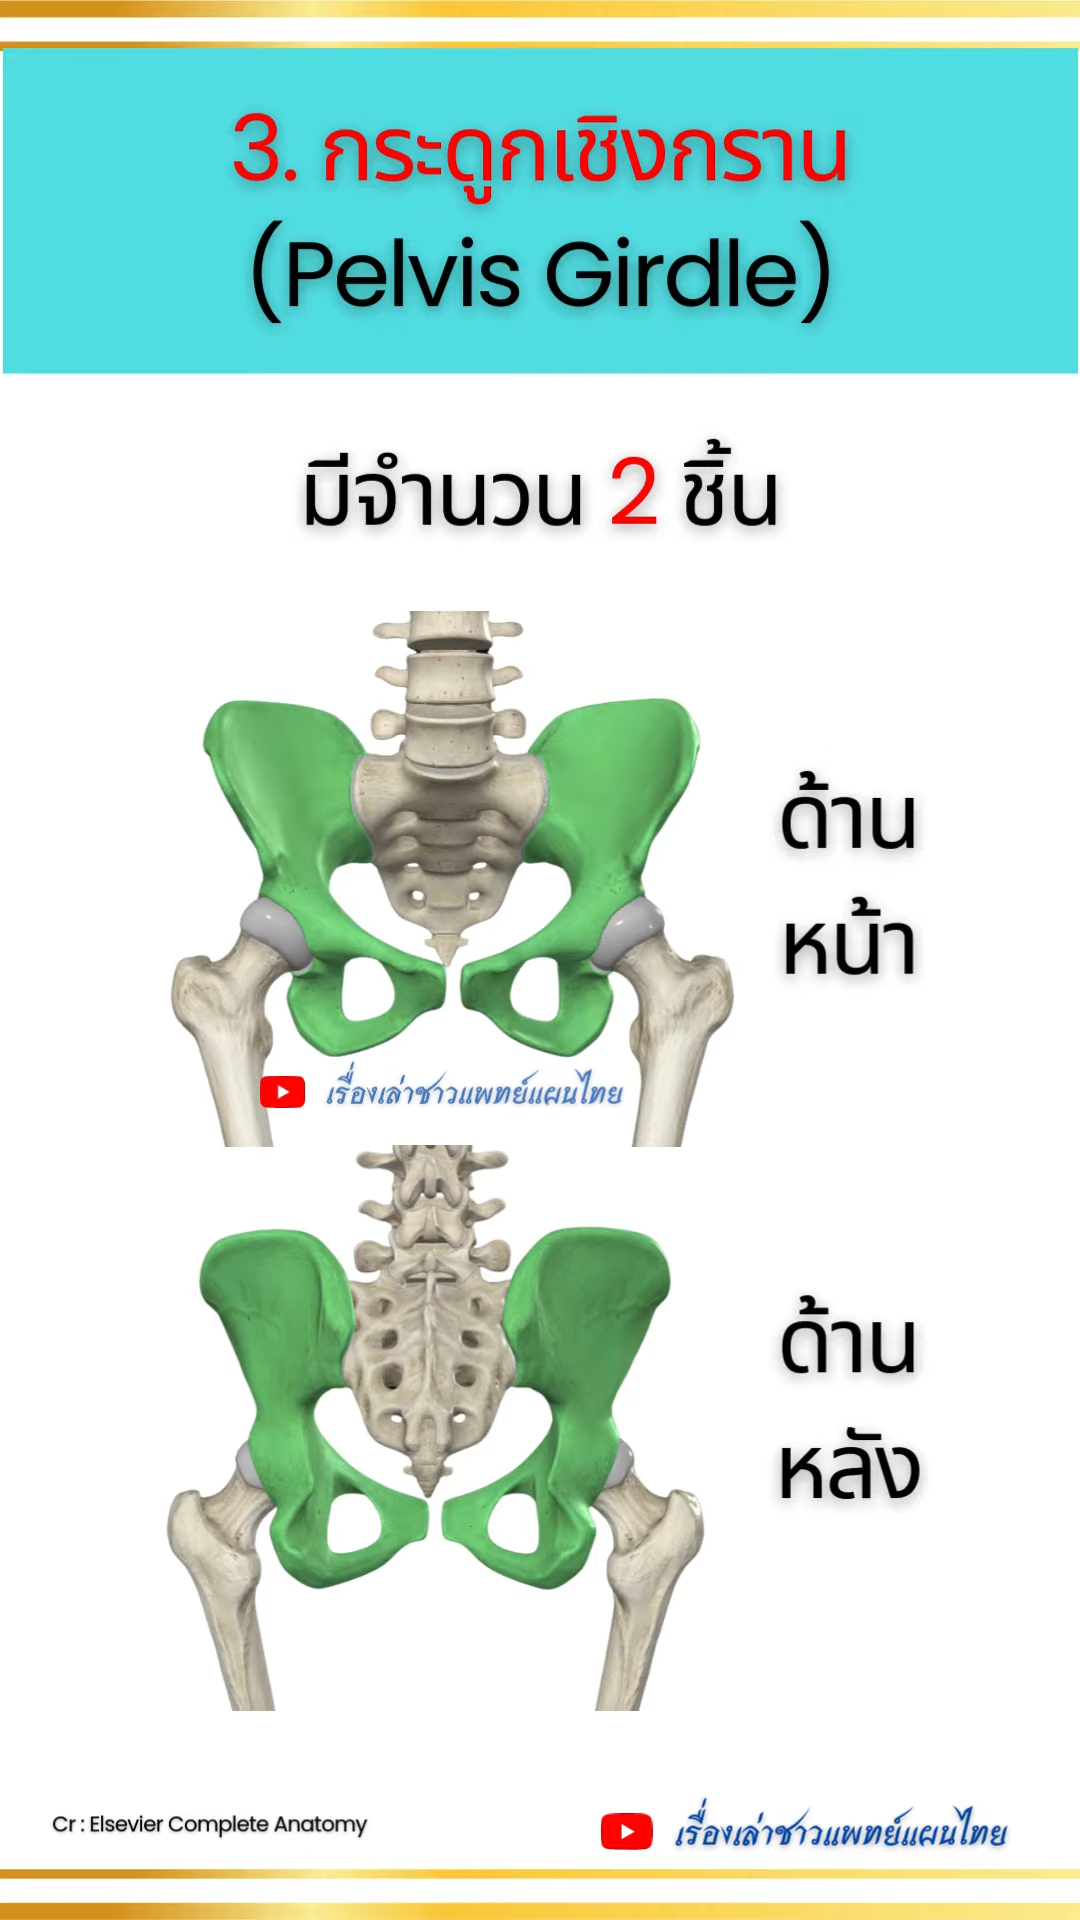 3. กระดูกเชิงกราน
(Pelvis Girdle)
มีจำนวน 2 ชิ้น
ด้าน
หน้า
เรื่องเล่าชาวแพทย์แผนไทย
ด้าน
หลัง
Cr : Elsevier Complete Anatomy
เรื่องเล่าชาวแพทย์แผนไทย